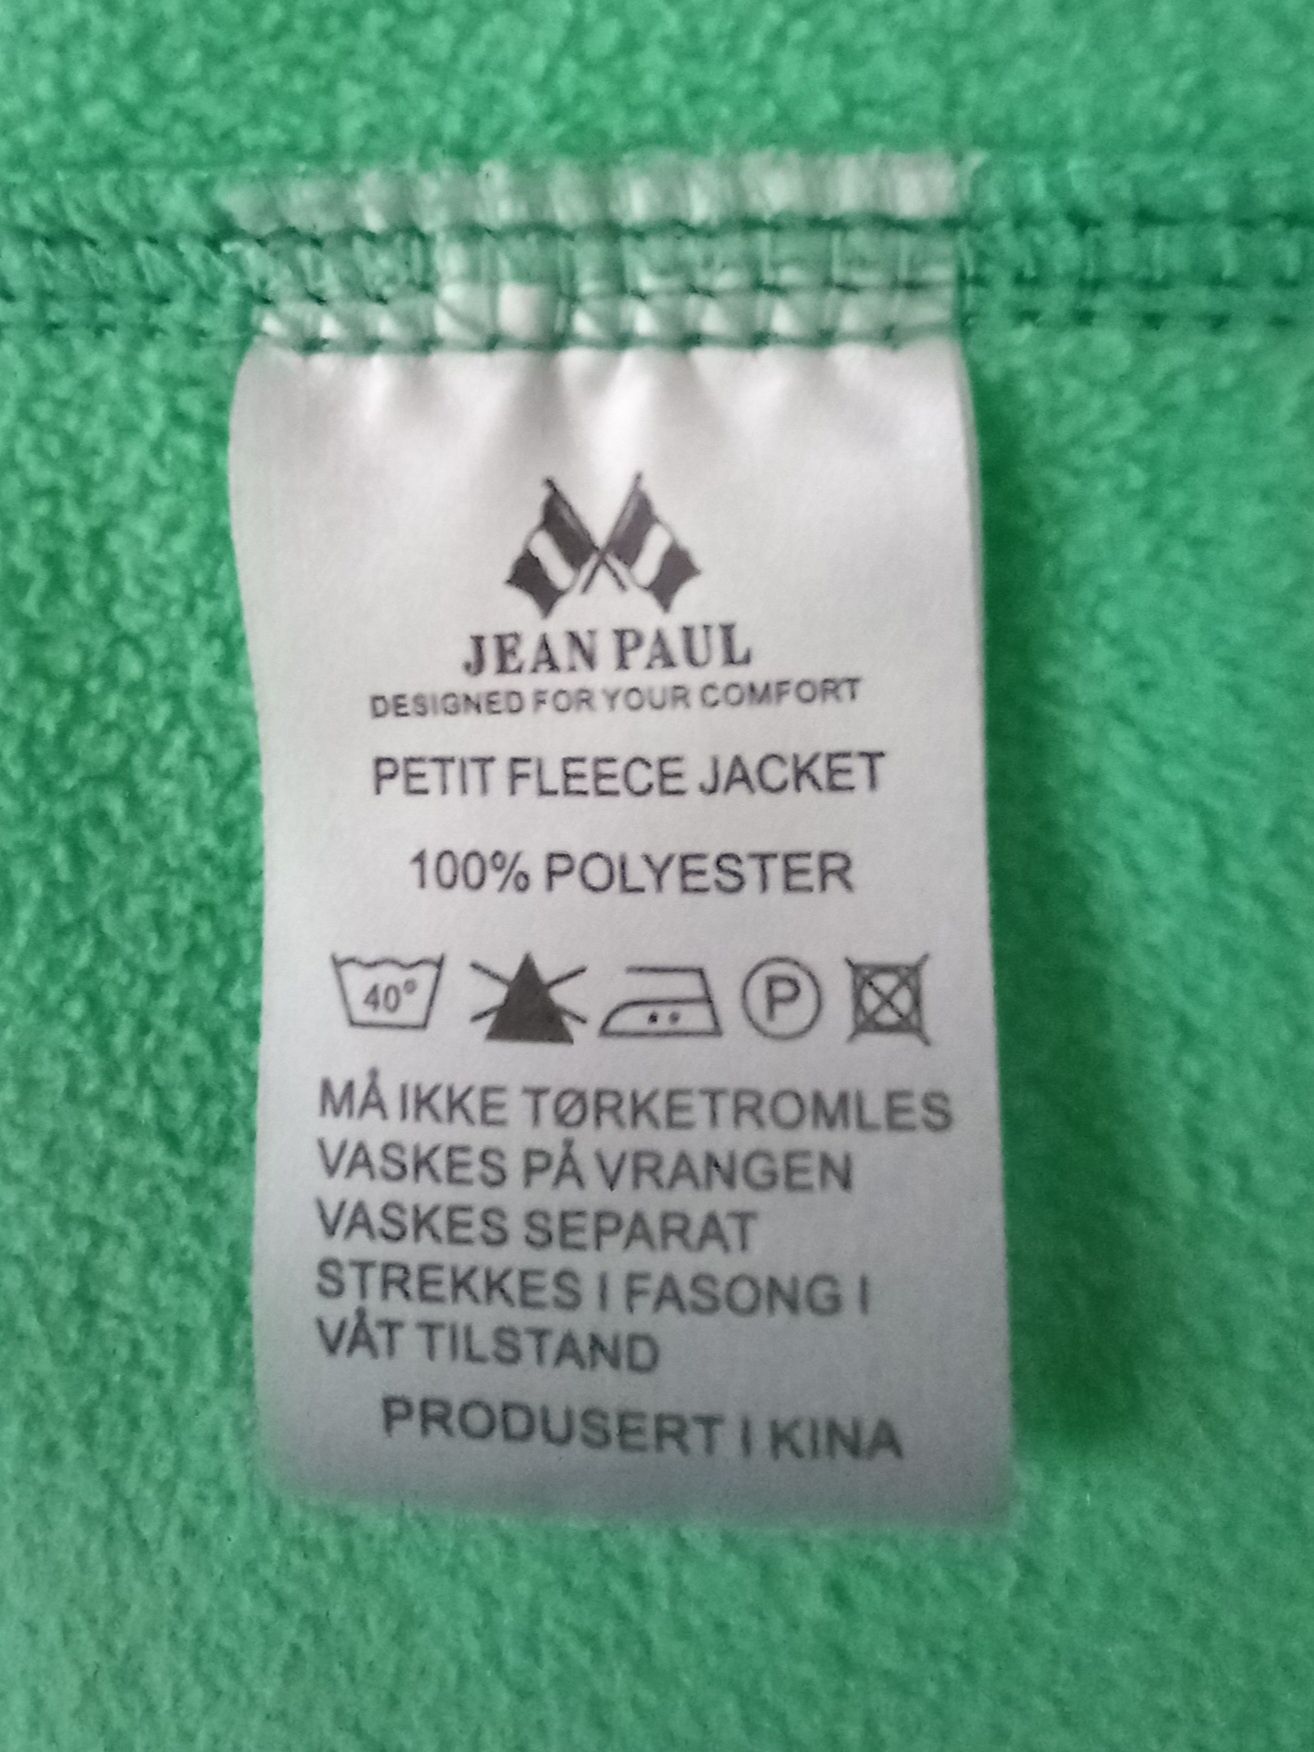 JEAN PAUL
DESIGNED FOR YOUR COMFORT
PETIT FLEECE JACKET
100% POLYESTER
40° P
MÅ IKKE TØRKETROMLES
VASKES PÅ VRANGEN
VASKES SEPARAT
STREKKES I FASONG I
VÅT TILSTAND
PRODUSERT I KINA